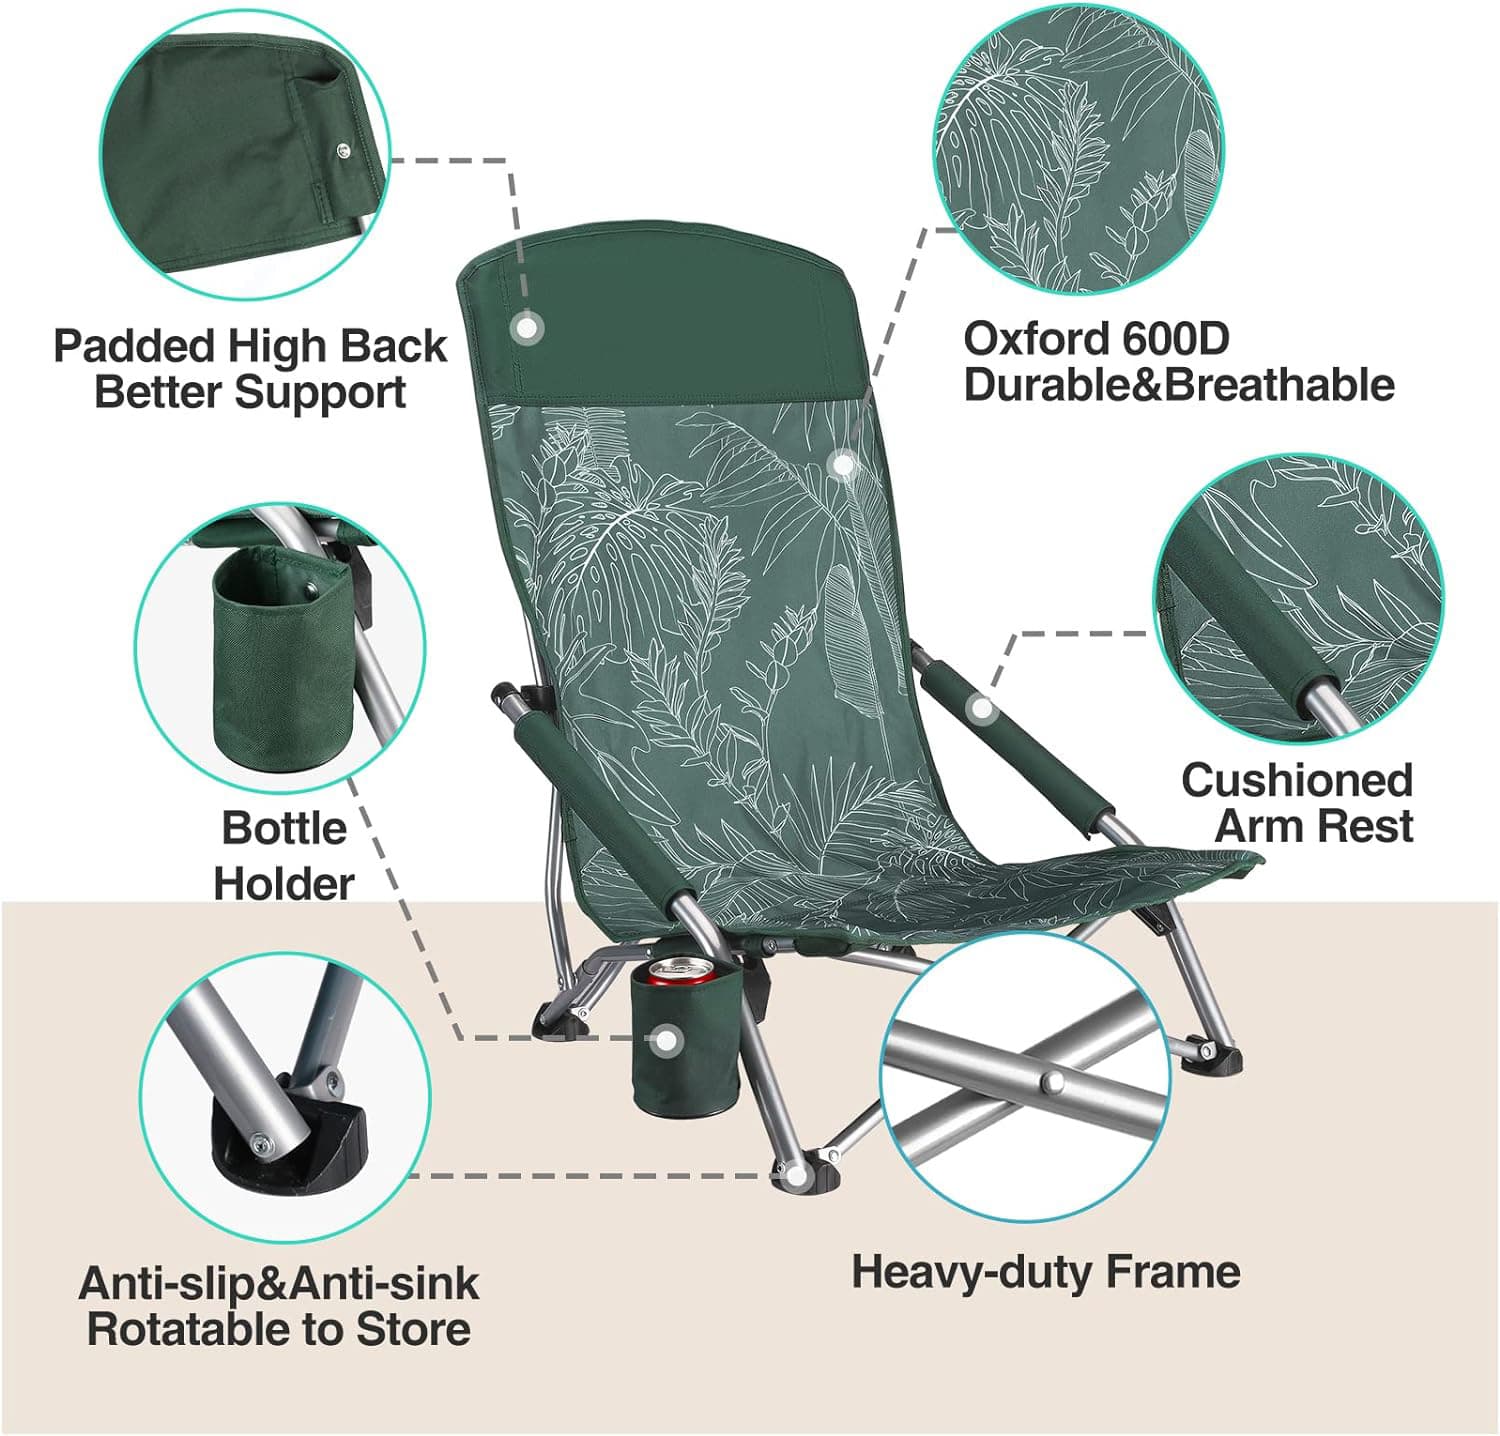 Padded High Back
Better Support
Oxford 600D
Durable&Breathable
Bottle
Holder
Cushioned
Arm Rest
Anti-slip&Anti-sink
Rotatable to Store
Heavy-duty Frame